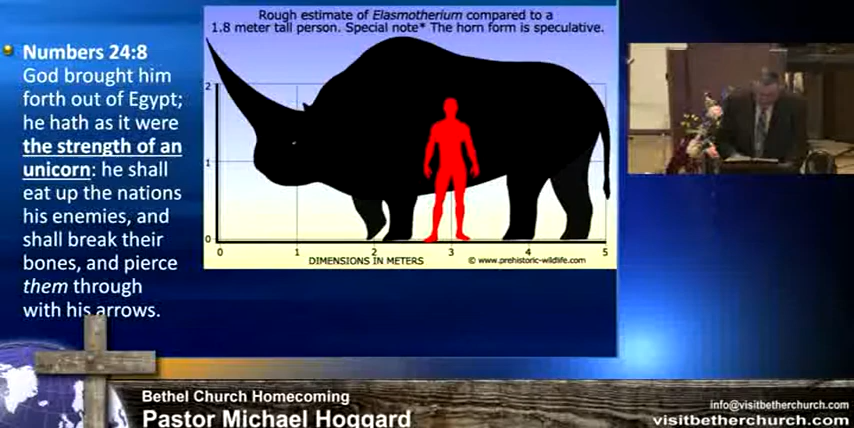 Numbers 24:8
God brought him
forth out of Egypt;
he hath as it were
the strength of an
unicorn: he shall
eat up the nations
his enemies, and
shall break their
bones, and pierce
them through
with his arrows.
Rough estimate of Elasmotherium compared to a
1.8 meter tall person. Special note* The horn form is speculative.
2
1
0
0 1 2 3 4 5
DIMENSIONS IN METERS
© www.prehistoric-wildlife.com
Bethel Church Homecoming
Pastor Michael Hoggard
info@visitbetherchurch.com
visitbetherchurch.com